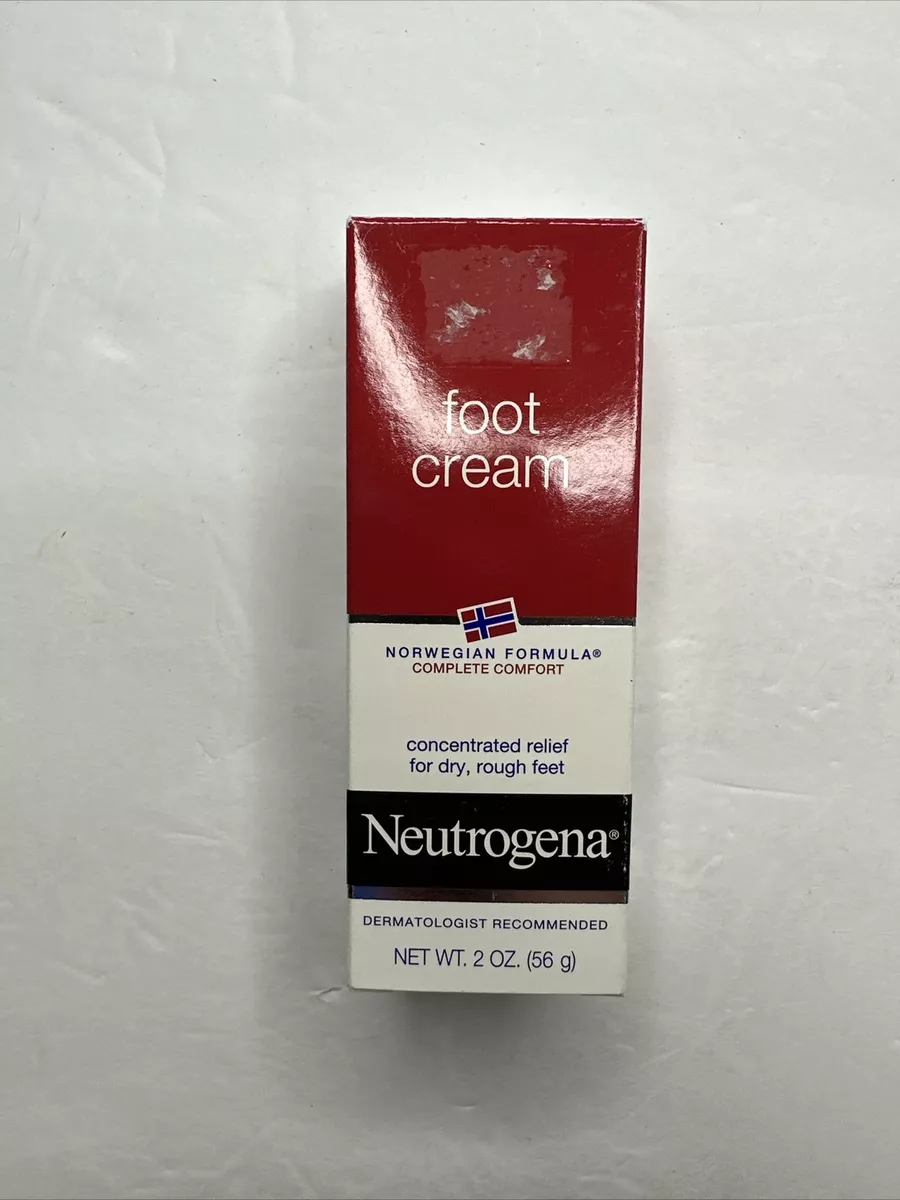 foot
cream
NORWEGIAN FORMULA®
COMPLETE COMFORT
concentrated relief
for dry, rough feet
Neutrogena®
DERMATOLOGIST RECOMMENDED
NET WT. 2 OZ. (56 g)